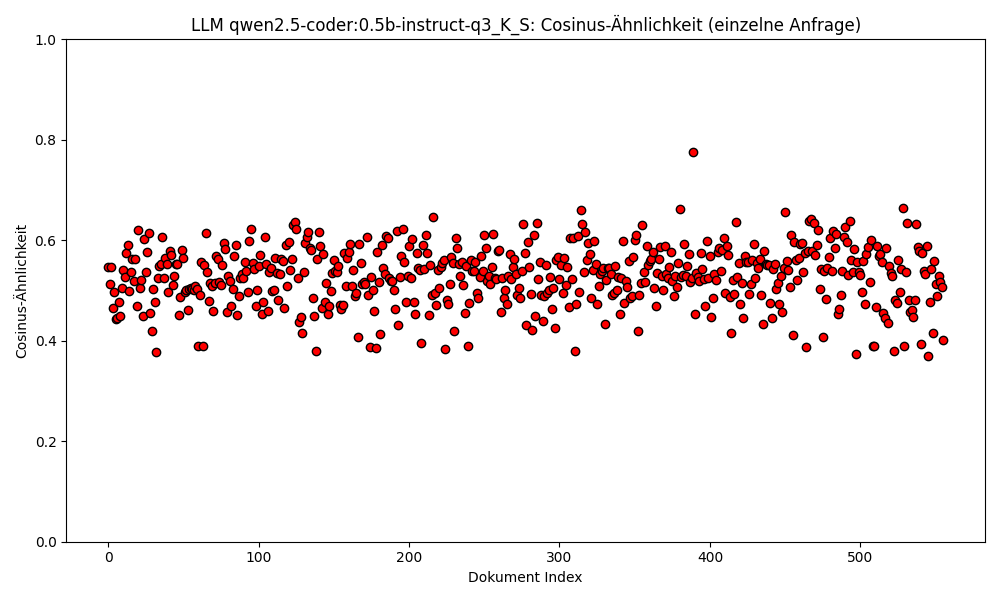 LLM qwen2.5-coder:0.5b-instruct-q3_K_S: Cosinus-Ähnlichkeit (einzelne Anfrage)
1.0
0.8
0.6
0.4
0.2
0.0
Cosinus-Ähnlichkeit
0 100 200 300 400 500
Dokument Index